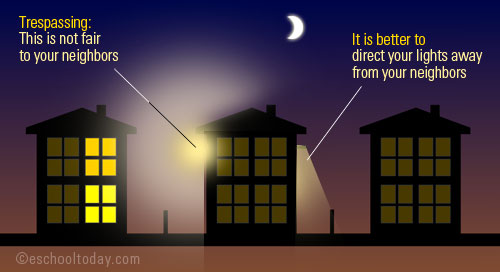 Trespassing:
This is not fair
to your neighbors
It is better to
direct your lights away
from your neighbors
©eschooltoday.com